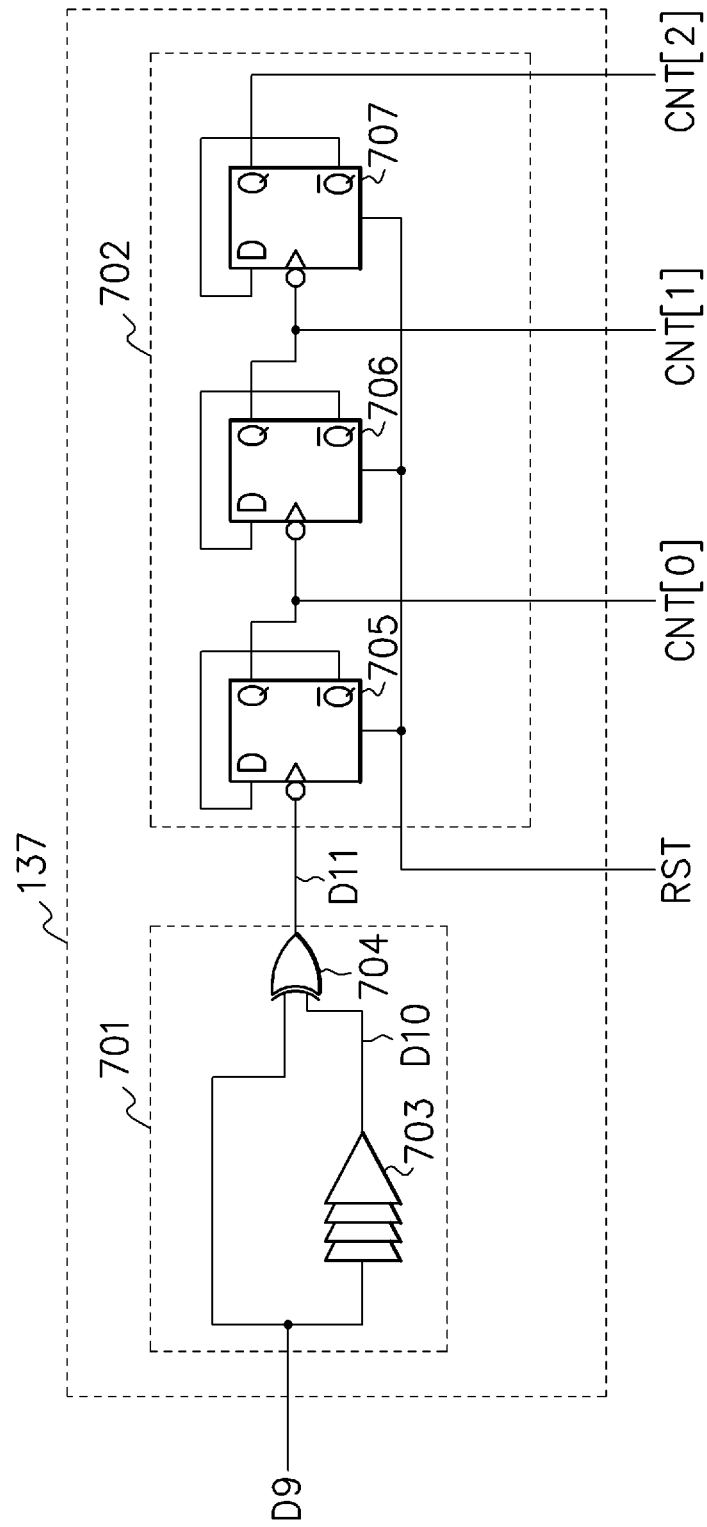 137
701
702
D9
703
D10
704
D11
D
Q
Q̅
705
D
Q
Q̅
706
D
Q
Q̅
707
RST
CNT[0]
CNT[1]
CNT[2]